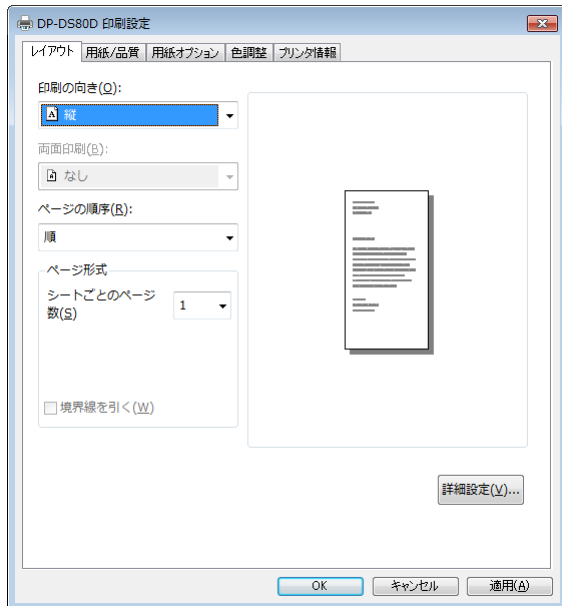 DP-DS80D 印刷設定
レイアウト 用紙/品質 用紙オプション 色調整 プリンタ情報
印刷の向き(O):
縦
両面印刷(B):
なし
ページの順序(R):
順
ページ形式
シートごとのページ
数(S)
1
境界線を引く(W)
詳細設定(V)...
OK キャンセル 適用(A)